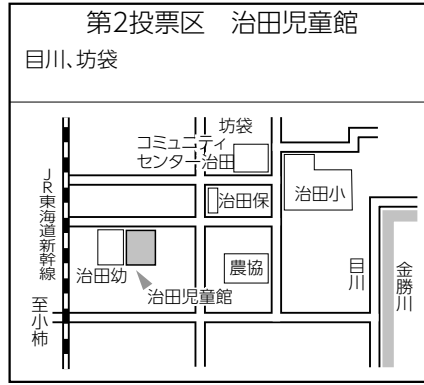 第2投票区　治田児童館
目川、坊袋
坊袋
コミュニティ
センター治田
治田保
治田小
JR東海道新幹線
治田幼
農協
治田児童館
目川
金勝川
至小柿